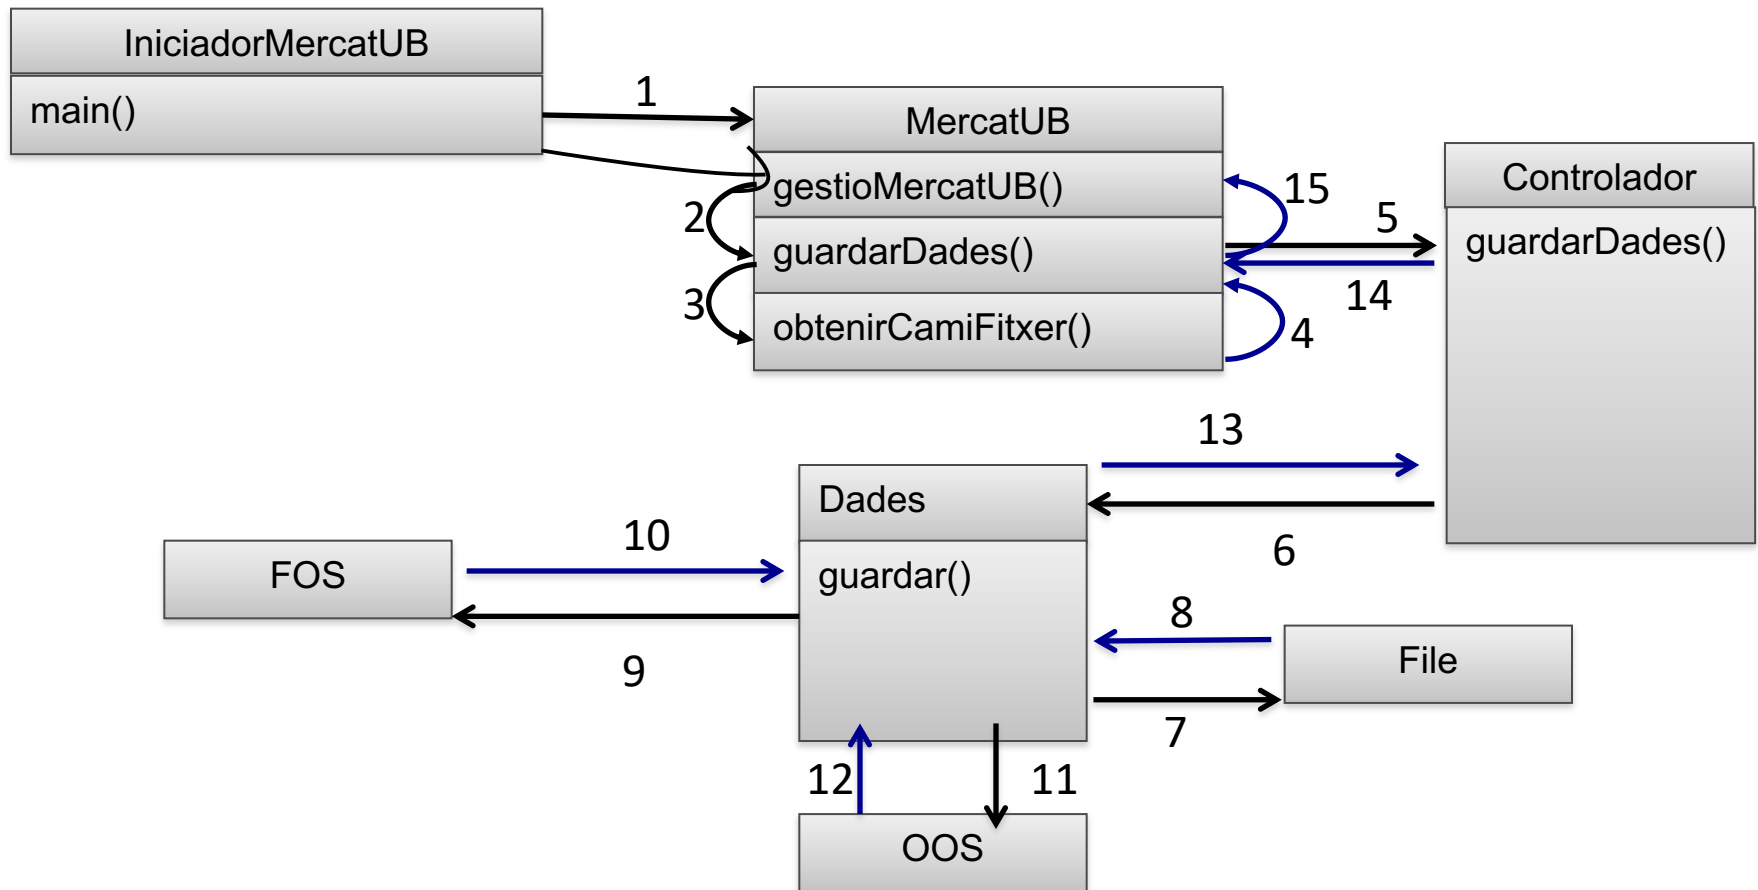 IniciadorMercatUB
main()
1
MercatUB
gestioMercatUB()
guardarDades()
obtenirCamiFitxer()
2
3
15
4
5
14
Controlador
guardarDades()
13
6
Dades
guardar()
10
FOS
9
8
File
7
12
11
OOS